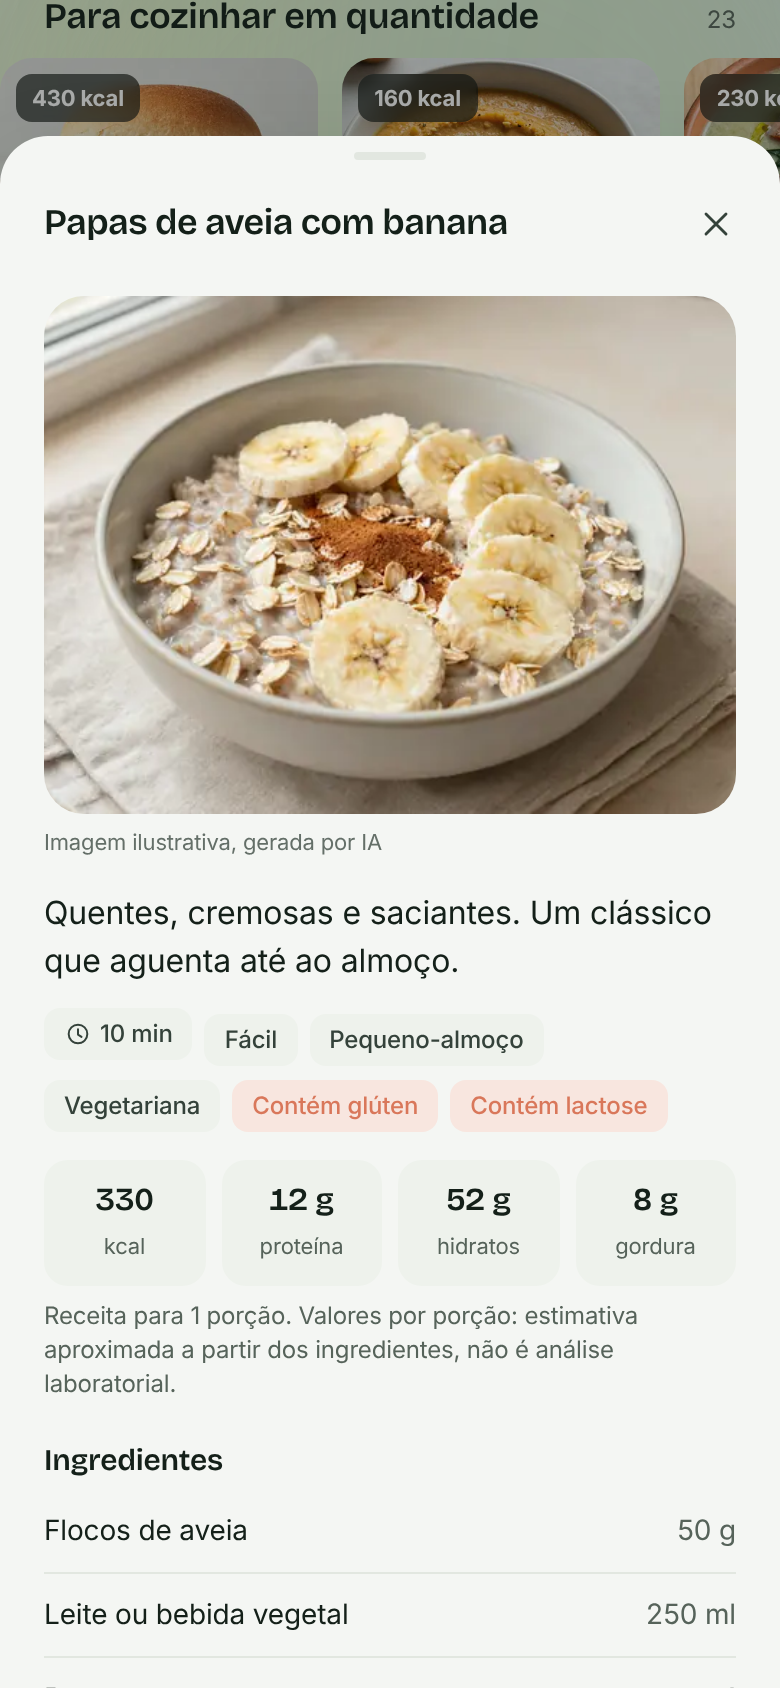 Para cozinhar em quantidade
23
430 kcal
160 kcal
230
Papas de aveia com banana
Imagem ilustrativa, gerada por IA
Quentes, cremosas e saciantes. Um clássico
que aguenta até ao almoço.
10 min
Fácil
Pequeno-almoço
Vegetariana
Contém glúten
Contém lactose
330
kcal
12 g
proteína
52 g
hidratos
8 g
gordura
Receita para 1 porção. Valores por porção: estimativa
aproximada a partir dos ingredientes, não é análise
laboratorial.
Ingredientes
Flocos de aveia
50 g
Leite ou bebida vegetal
250 ml